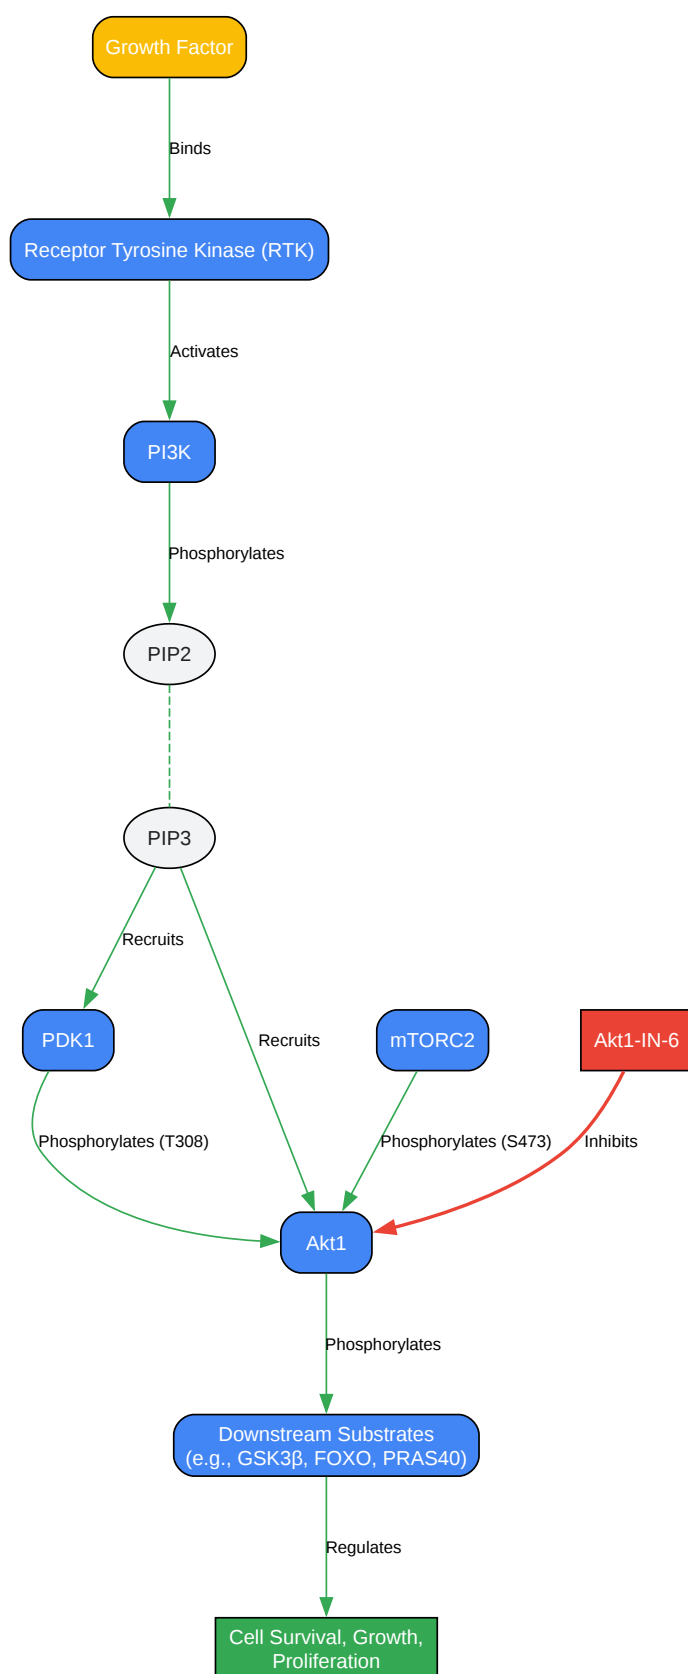 Growth Factor
Binds
Receptor Tyrosine Kinase (RTK)
Activates
PI3K
Phosphorylates
PIP2
PIP3
Recruits
PDK1
Recruits
mTORC2
Akt1-IN-6
Phosphorylates (T308)
Phosphorylates (S473)
Inhibits
Akt1
Phosphorylates
Downstream Substrates
(e.g., GSK3β, FOXO, PRAS40)
Regulates
Cell Survival, Growth,
Proliferation